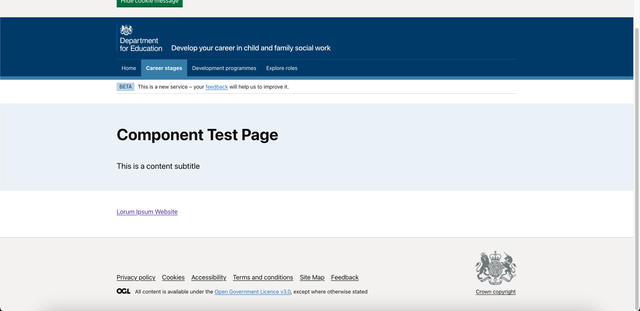 Hide cookie message
Department
for Education
Develop your career in child and family social work
Home Career stages Development programmes Explore roles
BETA This is a new service – your feedback will help us to improve it.
Component Test Page
This is a content subtitle
Lorum Ipsum Website
Privacy policy Cookies Accessibility Terms and conditions Site Map Feedback
OGL All content is available under the Open Government Licence v3.0, except where otherwise stated
Crown copyright